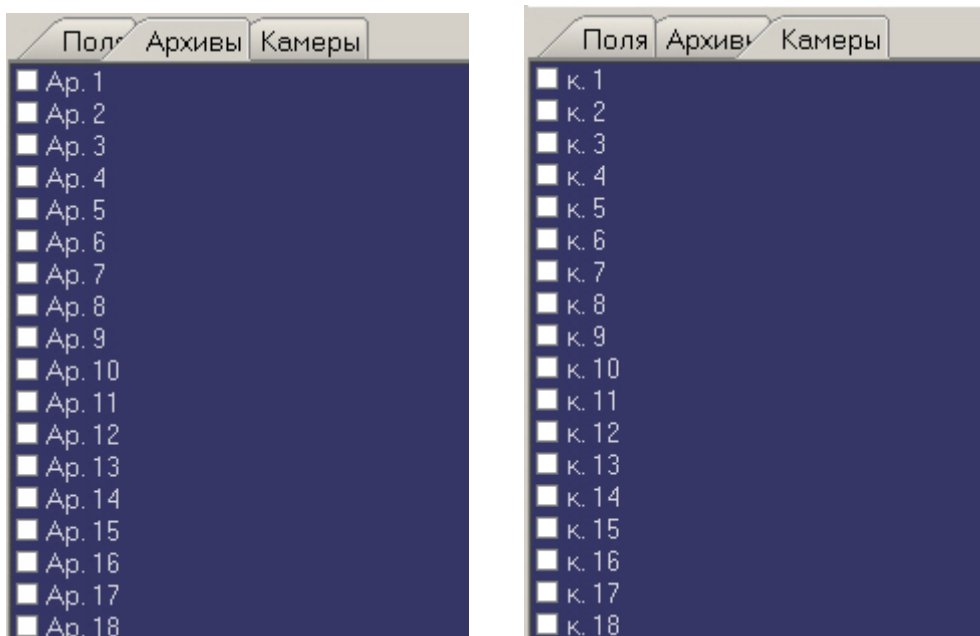 Поля Архивы Камеры
Ар. 1
Ар. 2
Ар. 3
Ар. 4
Ар. 5
Ар. 6
Ар. 7
Ар. 8
Ар. 9
Ар. 10
Ар. 11
Ар. 12
Ар. 13
Ар. 14
Ар. 15
Ар. 16
Ар. 17
Ар. 18
Поля Архивы Камеры
к. 1
к. 2
к. 3
к. 4
к. 5
к. 6
к. 7
к. 8
к. 9
к. 10
к. 11
к. 12
к. 13
к. 14
к. 15
к. 16
к. 17
к. 18